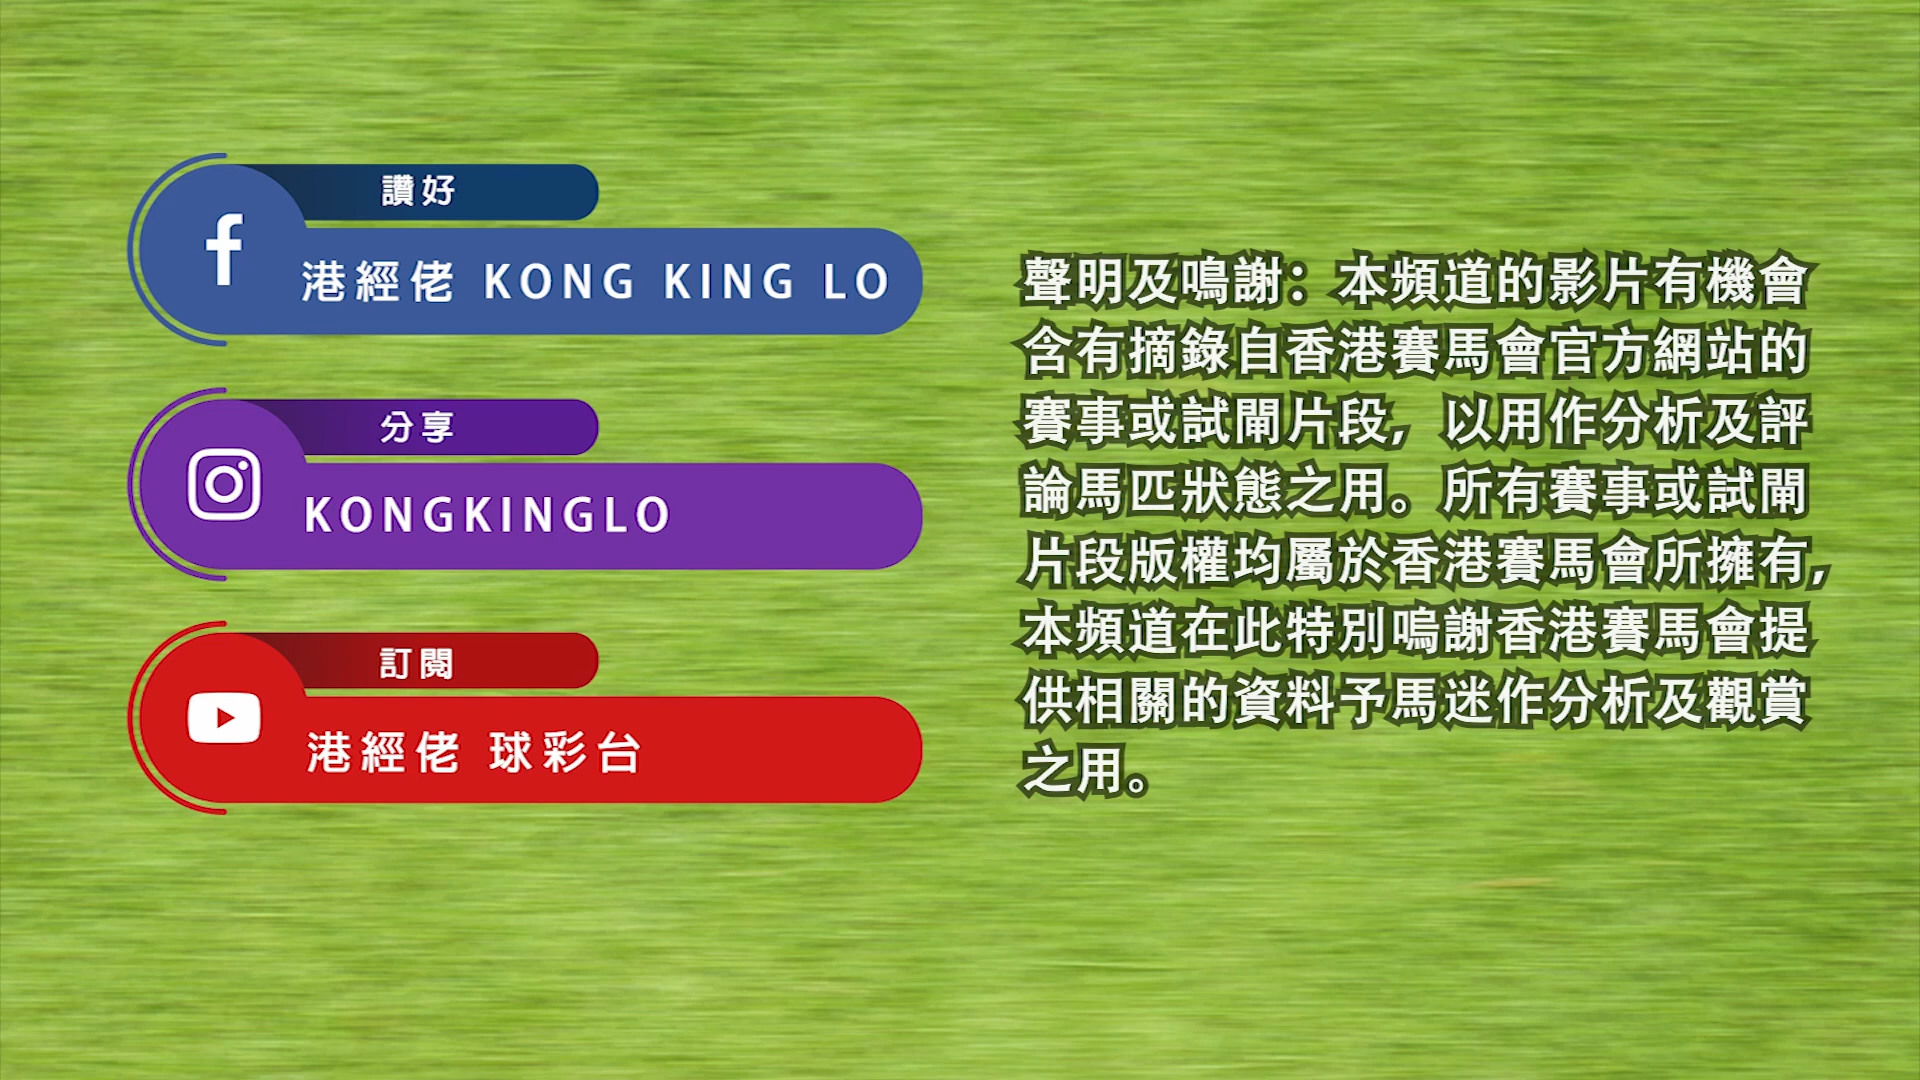 讚好
港經佬 KONG KING LO
分享
KONGKINGLO
訂閱
港經佬 球彩台
聲明及鳴謝：本頻道的影片有機會
含有摘錄自香港賽馬會官方網站的
賽事或試閘片段，以用作分析及評
論馬匹狀態之用。所有賽事或試閘
片段版權均屬於香港賽馬會所擁有，
本頻道在此特別嗚謝香港賽馬會提
供相關的資料予馬迷作分析及觀賞
之用。